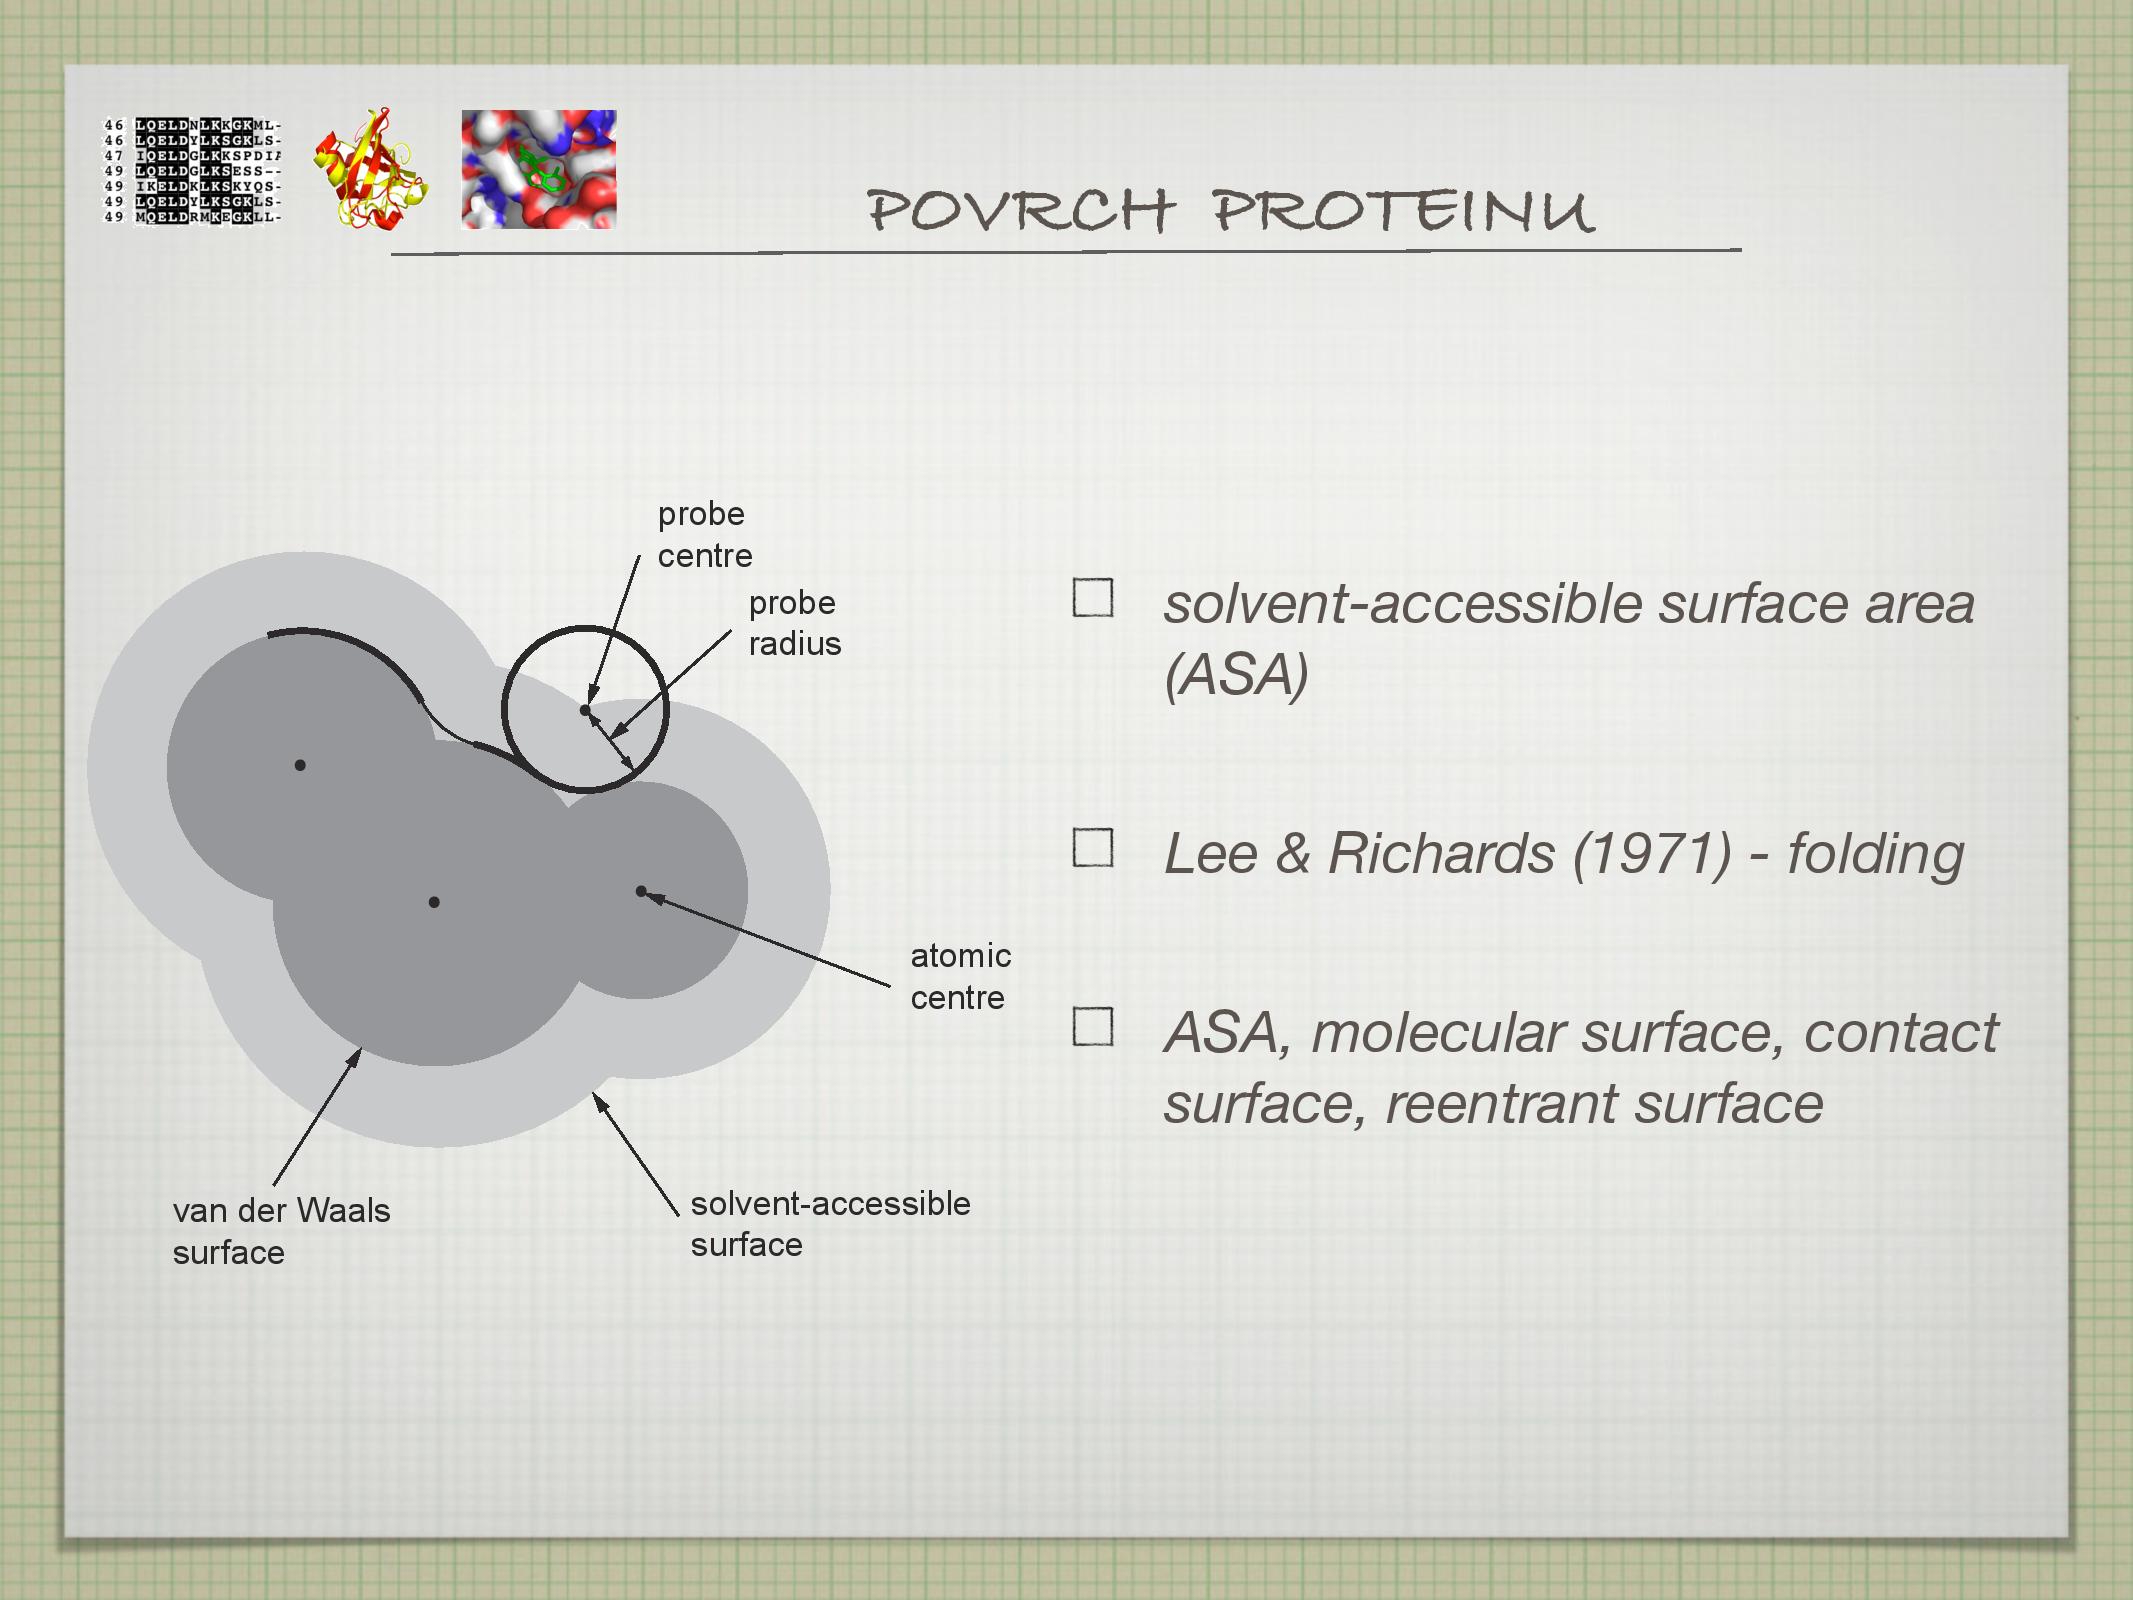 46 LQELDNLKKGKML-
46 LQELDYLKSGKLS-
47 IQELDGLKKSPDIA
49 LQELDGLKSESS--
49 IKELDKLKSKYQS-
49 LQELDYLKSGKLS-
49 MQELDRMKEGKLL-
POVRCH PROTEINU
probe
centre
probe
radius
atomic
centre
van der Waals
surface
solvent-accessible
surface
solvent-accessible surface area
(ASA)
Lee & Richards (1971) - folding
ASA, molecular surface, contact
surface, reentrant surface